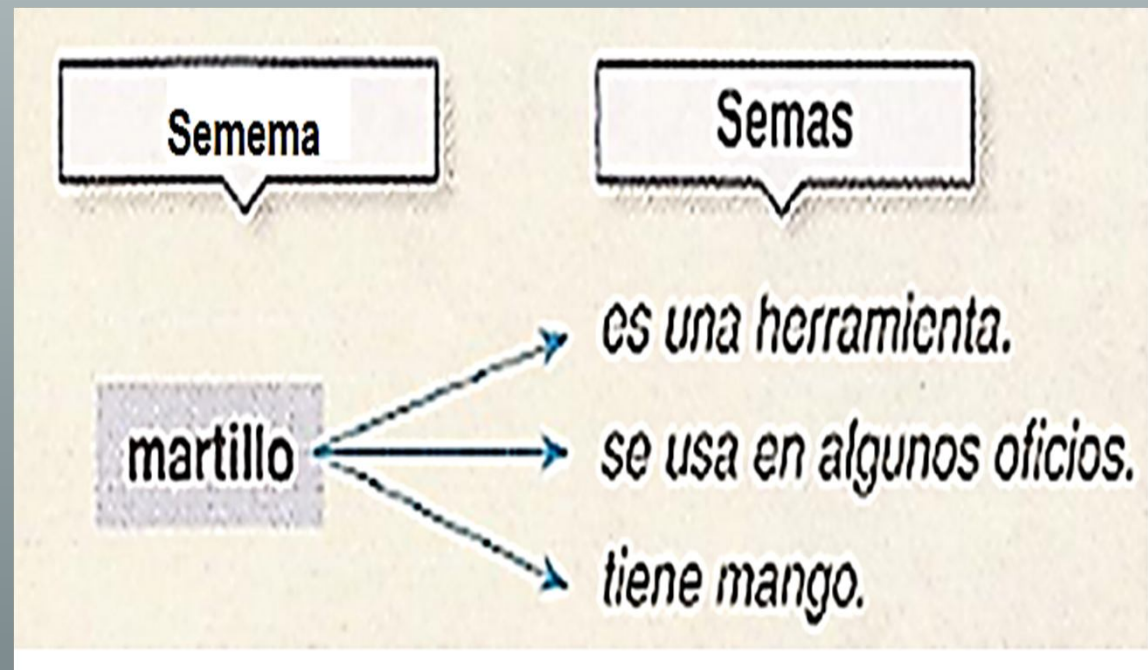 Semema
Semas
es una herramienta.
martillo
se usa en algunos oficios.
tiene mango.